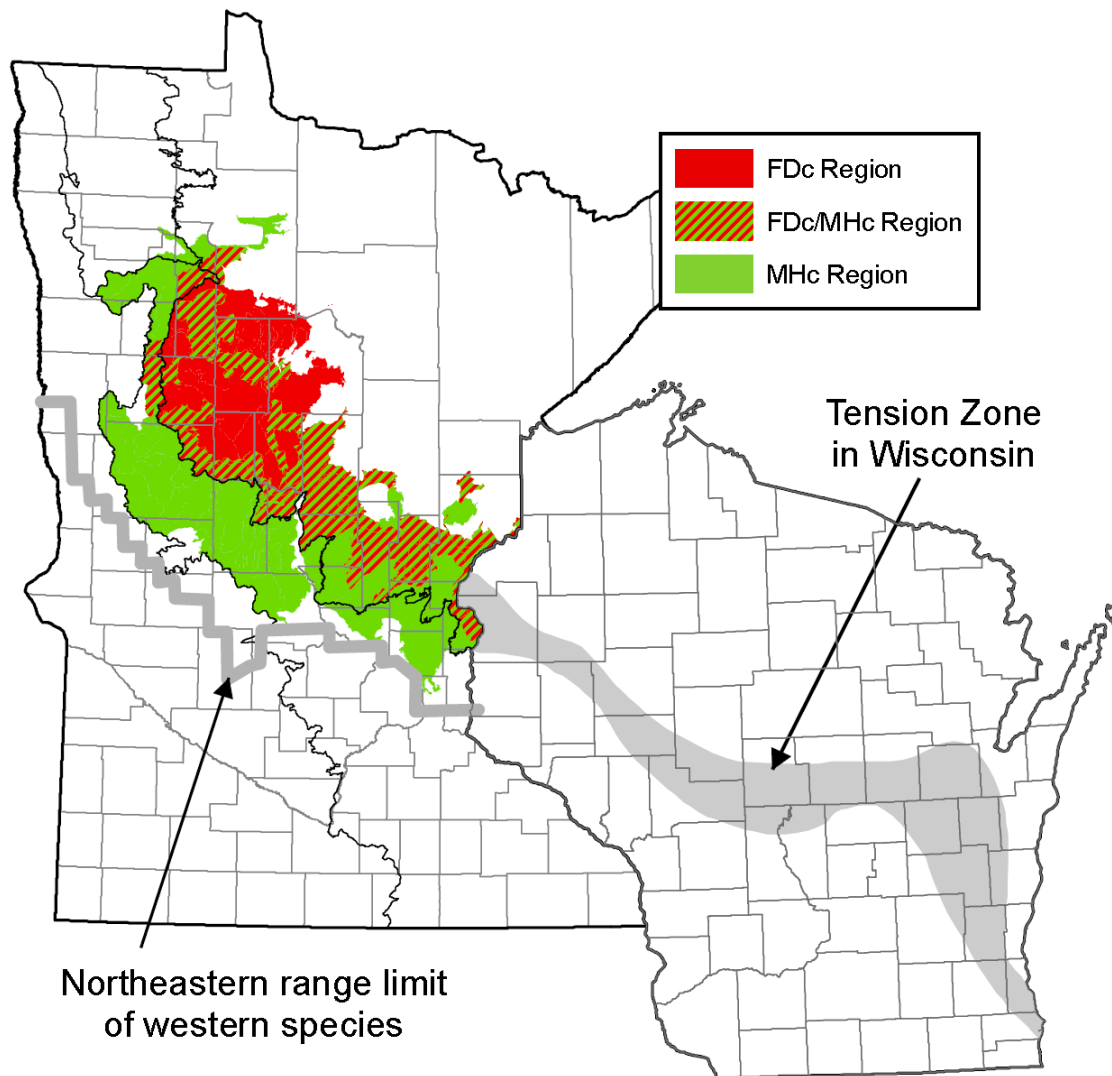 FDc Region
FDc/MHc Region
MHc Region
Tension Zone
in Wisconsin
Northeastern range limit
of western species